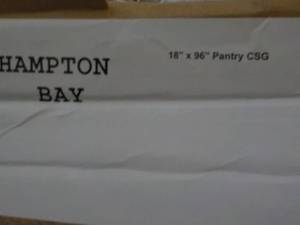 HAMPTON
BAY
18" x 96" Pantry CSG